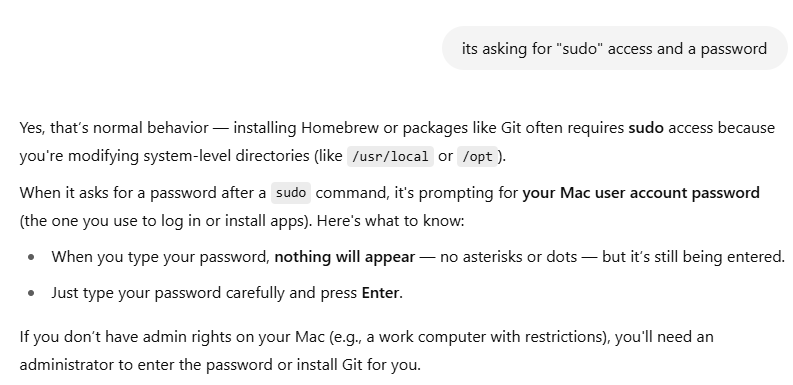 its asking for "sudo" access and a password
Yes, that’s normal behavior — installing Homebrew or packages like Git often requires sudo access because
you're modifying system-level directories (like /usr/local or /opt ).
When it asks for a password after a sudo command, it's prompting for your Mac user account password
(the one you use to log in or install apps). Here's what to know:
• When you type your password, nothing will appear — no asterisks or dots — but it’s still being entered.
• Just type your password carefully and press Enter.
If you don’t have admin rights on your Mac (e.g., a work computer with restrictions), you'll need an
administrator to enter the password or install Git for you.